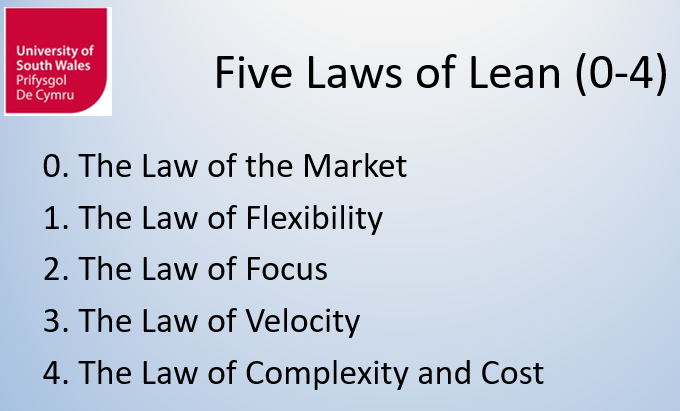 University of
South Wales
Prifysgol
De Cymru
Five Laws of Lean (0-4)
0. The Law of the Market
1. The Law of Flexibility
2. The Law of Focus
3. The Law of Velocity
4. The Law of Complexity and Cost